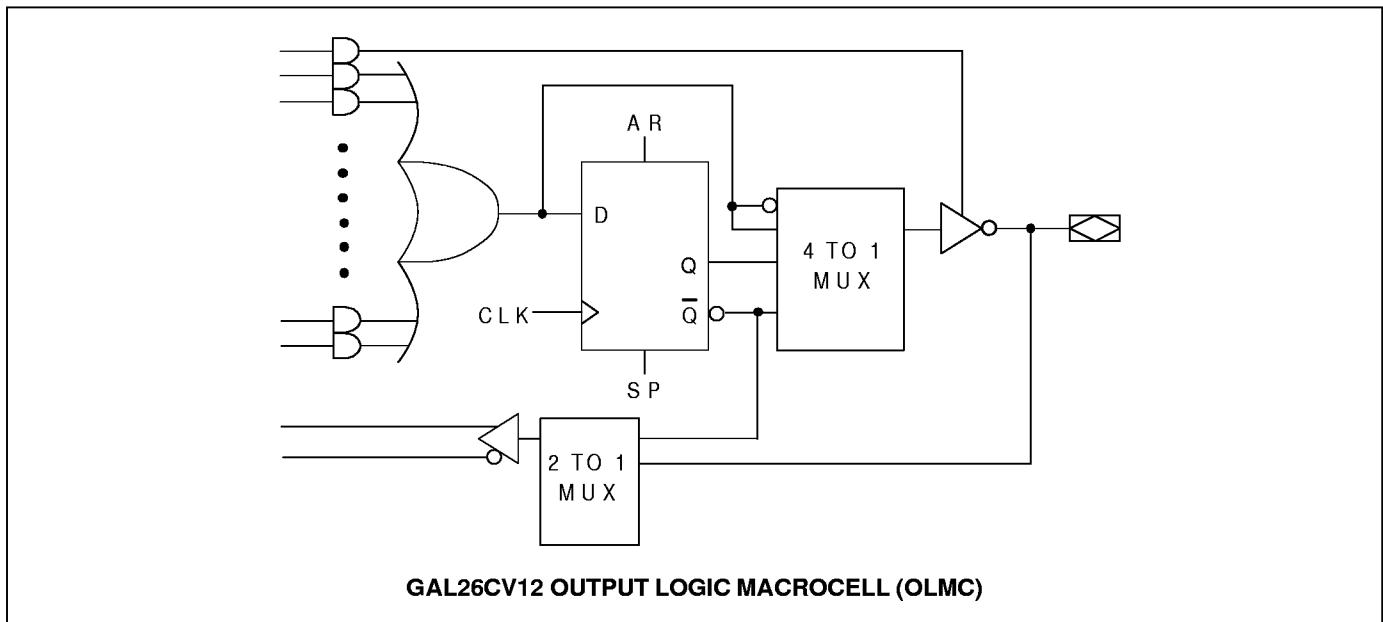 AR
D
Q
Q̅
CLK
SP
4 TO 1
MUX
2 TO 1
MUX
GAL26CV12 OUTPUT LOGIC MACROCELL (OLMC)